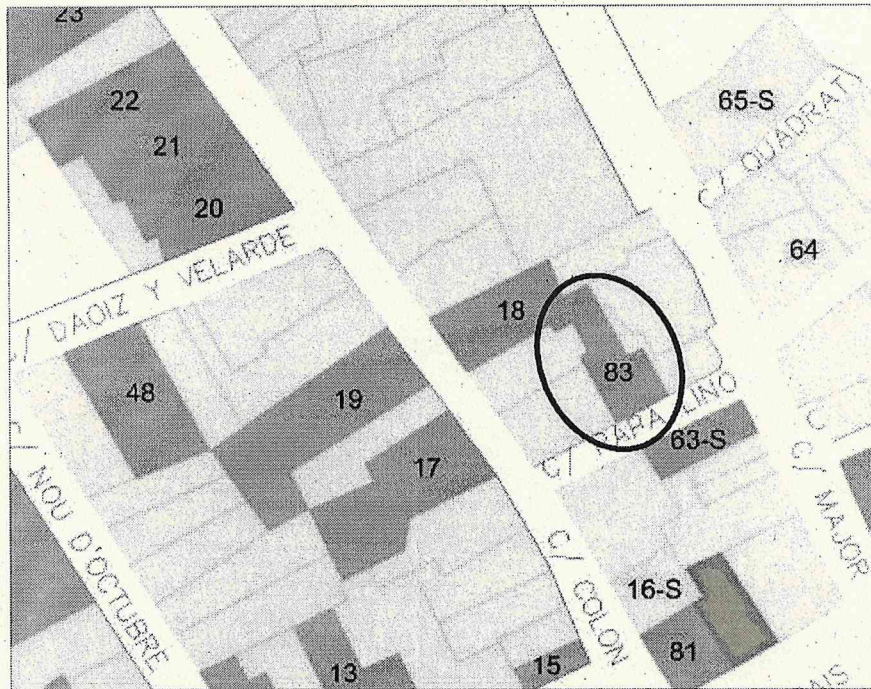 23
22
65-S
21
C/ QUADRAT
20
64
C/ DAOIZ Y VELARDE
18
83
48
19
C/ PARE LINO
63-S
17
C/ MAJOR
C/ NOU D'OCTUBRE
C/ COLON
16-S
13
15
81